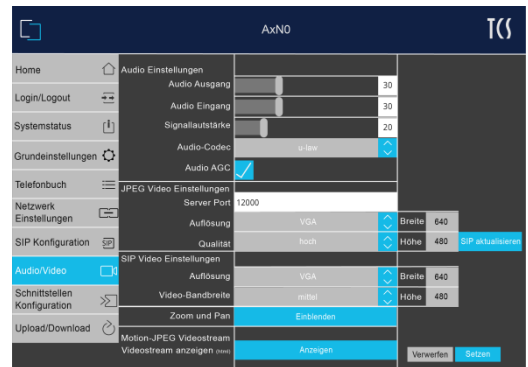 AxN0
TCS
Home
Login/Logout
Systemstatus
Grundeinstellungen
Telefonbuch
Netzwerk
Einstellungen
SIP Konfiguration
SIP
Audio/Video
Schnittstellen
Konfiguration
Upload/Download
Audio Einstellungen
Audio Ausgang 30
Audio Eingang 30
Signallautstärke 20
Audio-Codec u-law
Audio AGC
JPEG Video Einstellungen
Server Port 12000
Auflösung VGA Breite 640
Qualität hoch Höhe 480 SIP aktualisieren
SIP Video Einstellungen
Auflösung VGA Breite 640
Video-Bandbreite mittel Höhe 480
Zoom und Pan Einblenden
Motion-JPEG Videostream
Videostream anzeigen (html) Anzeigen
Verwerfen Setzen